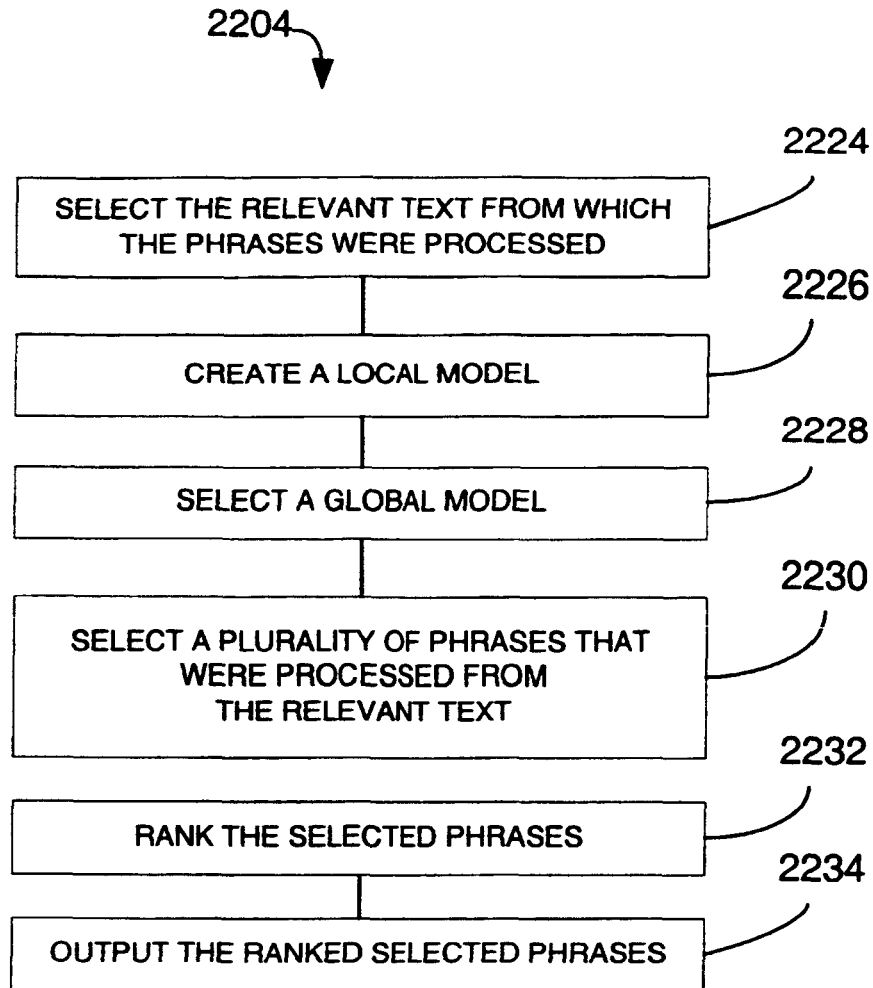 2204
2224
SELECT THE RELEVANT TEXT FROM WHICH
THE PHRASES WERE PROCESSED
2226
CREATE A LOCAL MODEL
2228
SELECT A GLOBAL MODEL
2230
SELECT A PLURALITY OF PHRASES THAT
WERE PROCESSED FROM
THE RELEVANT TEXT
2232
RANK THE SELECTED PHRASES
2234
OUTPUT THE RANKED SELECTED PHRASES